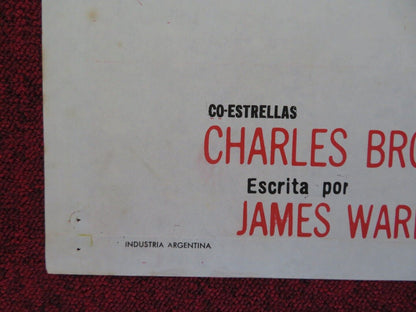 CO-ESTRELLAS
CHARLES BRO
Escrita por
JAMES WAR
INDUSTRIA ARGENTINA